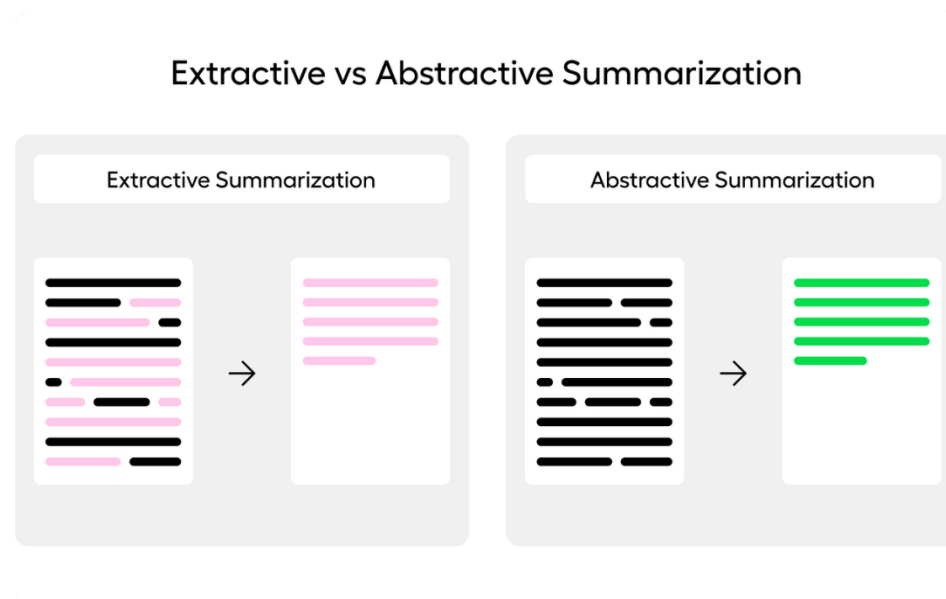 Extractive vs Abstractive Summarization
Extractive Summarization
Abstractive Summarization